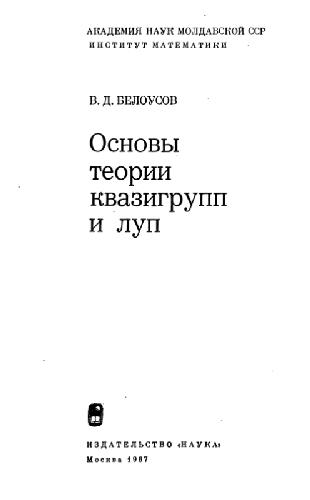 АКАДЕМИЯ НАУК МОЛДАВСКОЙ ССР
ИНСТИТУТ МАТЕМАТИКИ
В. Д. БЕЛОУСОВ
Основы
теории
квазигрупп
и луп
ИЗДАТЕЛЬСТВО «НАУКА»
Москва 1967